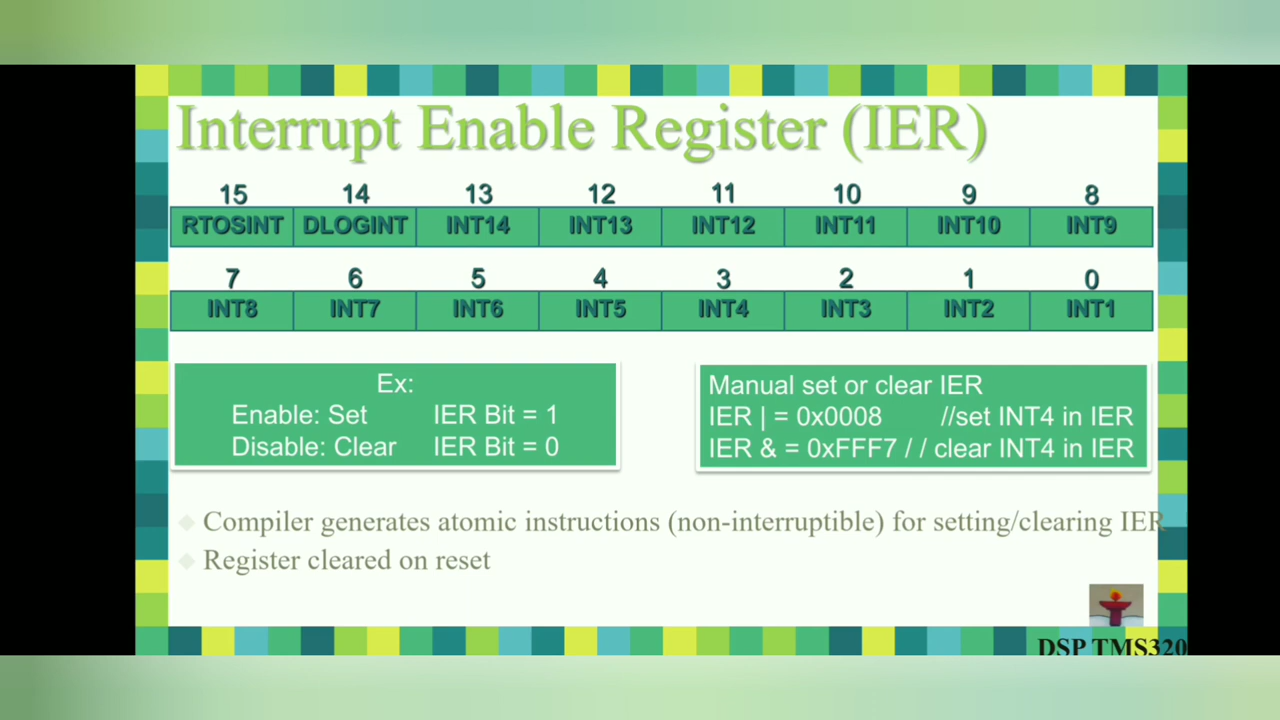 Interrupt Enable Register (IER)
15 14 13 12 11 10 9 8
RTOSINT DLOGINT INT14 INT13 INT12 INT11 INT10 INT9
7 6 5 4 3 2 1 0
INT8 INT7 INT6 INT5 INT4 INT3 INT2 INT1
Ex:
Enable: Set IER Bit = 1
Disable: Clear IER Bit = 0
Manual set or clear IER
IER | = 0x0008 //set INT4 in IER
IER & = 0xFFF7 / / clear INT4 in IER
Compiler generates atomic instructions (non-interruptible) for setting/clearing IER
Register cleared on reset
DSP TMS320